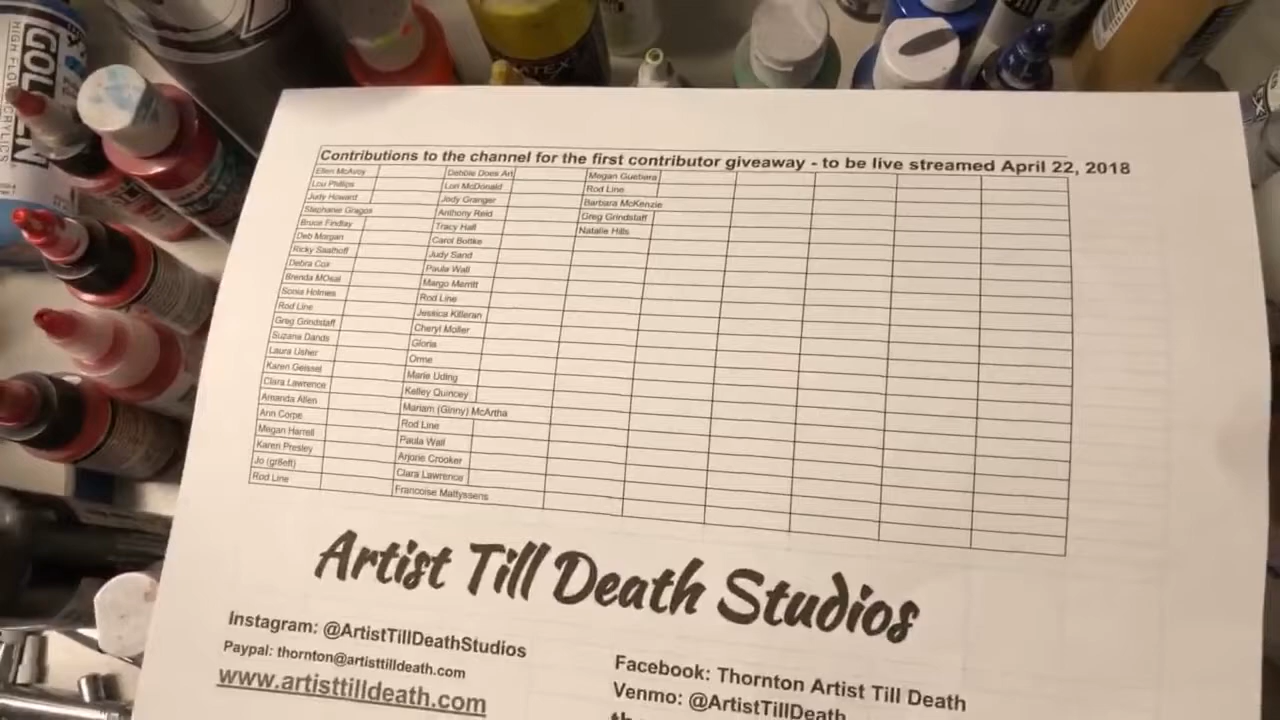 GOLDEN
HIGH FLOW ACRYLICS
Contributions to the channel for the first contributor giveaway - to be live streamed April 22, 2018
Ellen McAvoy Debbie Does Art Megan Guebara
Lou Phillips Lori McDonald Rod Line
Judy Howard Jody Granger Barbara McKenzie
Stephanie Gragos Anthony Reid Greg Grindstaff
Bruce Findlay Tracy Hall Natalie Hills
Deb Morgan Carol Bottke
Ricky Saathoff Judy Sand
Debra Cox Paula Wall
Brenda MOeal Margo Merritt
Sonia Holmes Rod Line
Rod Line Jessica Killeran
Greg Grindstaff Cheryl Moller
Suzana Dands Gloria
Laura Usher Orme
Karen Geissel Marie Uding
Clara Lawrence Kelley Quincey
Amanda Allen Mariam (Ginny) McArtha
Ann Corpe Rod Line
Megan Harrell Paula Wall
Karen Presley Arjorie Crooker
Jo (gr8eft) Clara Lawrence
Rod Line Francoise Mattyssens
Artist Till Death Studios
Instagram: @ArtistTillDeathStudios
Paypal: thornton@artisttilldeath.com
www.artisttilldeath.com
Facebook: Thornton Artist Till Death
Venmo: @ArtistTillDeath